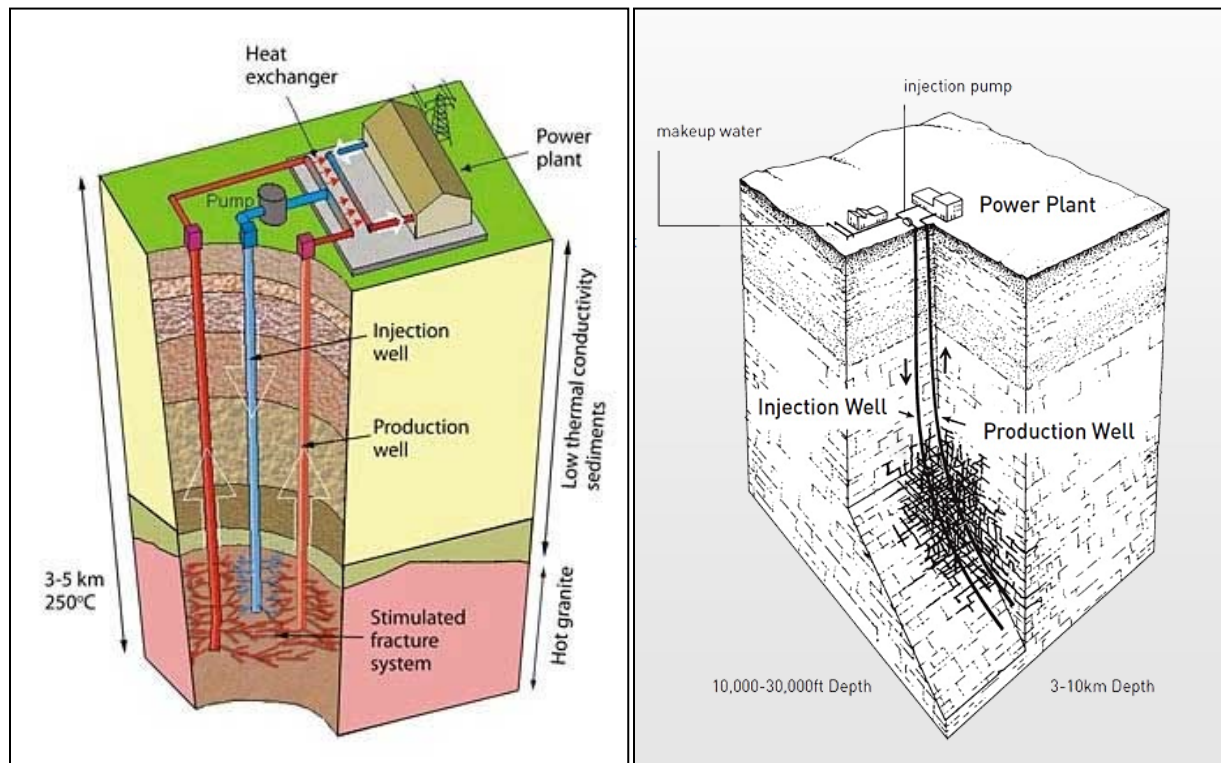 Heat
exchanger
Power
plant
Pump
Injection
well
Production
well
Low thermal conductivity
sediments
3-5 km
250°C
Stimulated
fracture
system
Hot granite
injection pump
makeup water
Power Plant
Injection Well
Production Well
10,000-30,000ft Depth
3-10km Depth